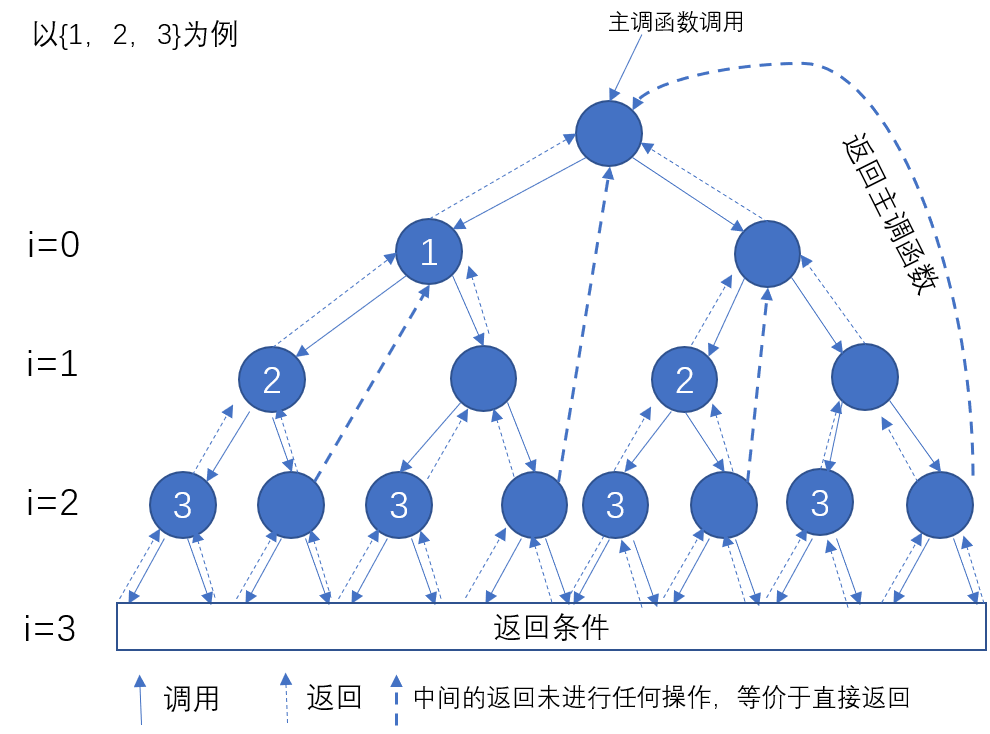 主调函数调用
以{1，2，3}为例
返回主调函数
i=0
1
i=1
2
2
i=2
3
3
3
3
i=3
返回条件
调用
返回
中间的返回未进行任何操作，等价于直接返回